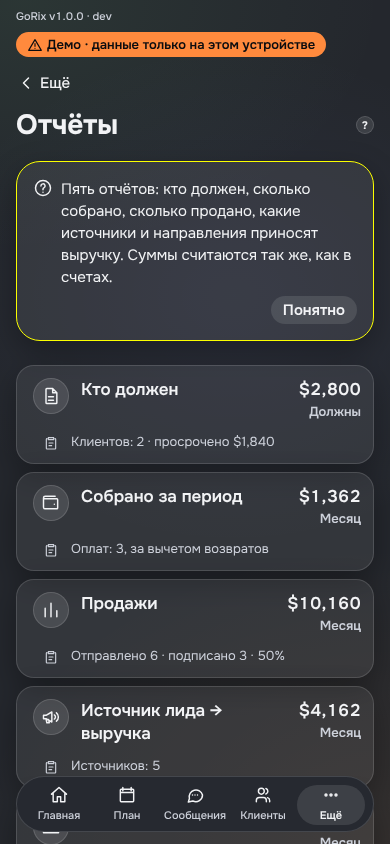 GoRix v1.0.0 · dev
Демо · данные только на этом устройстве
Ещё
Отчёты
?
Пять отчётов: кто должен, сколько
собрано, сколько продано, какие
источники и направления приносят
выручку. Суммы считаются так же, как в
счетах.
Понятно
Кто должен
$2,800
Должны
Клиентов: 2 · просрочено $1,840
Собрано за период
$1,362
Месяц
Оплат: 3, за вычетом возвратов
Продажи
$10,160
Месяц
Отправлено 6 · подписано 3 · 50%
Источник лида →
выручка
$4,162
Месяц
Источников: 5
Главная
План
Сообщения
Клиенты
Ещё
Месяц